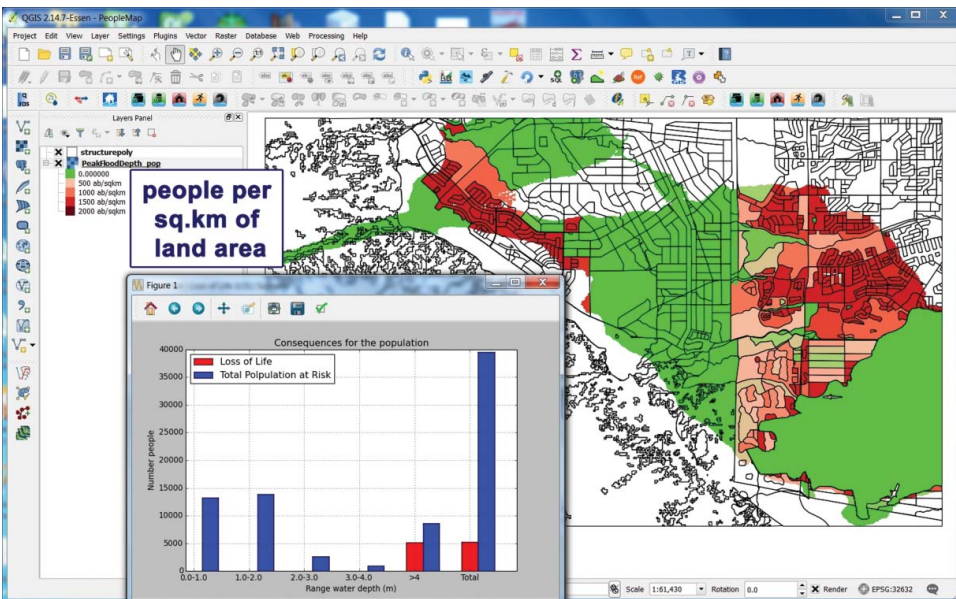 QGIS 2.14.7-Essen - PeopleMap
Project Edit View Layer Settings Plugins Vector Raster Database Web Processing Help
Layers Panel
structurepoly
PeakFloodDepth_pop
0.000000
500 ab/sqkm
1000 ab/sqkm
1500 ab/sqkm
2000 ab/sqkm
people per
sq.km of
land area
Figure 1
Consequences for the population
Loss of Life
Total Polpulation at Risk
Number people
40000
35000
30000
25000
20000
15000
10000
5000
0
0.0-1.0 1.0-2.0 2.0-3.0 3.0-4.0 >4 Total
Range water depth (m)
Scale 1:61,430 Rotation 0.0 Render EPSG:32632